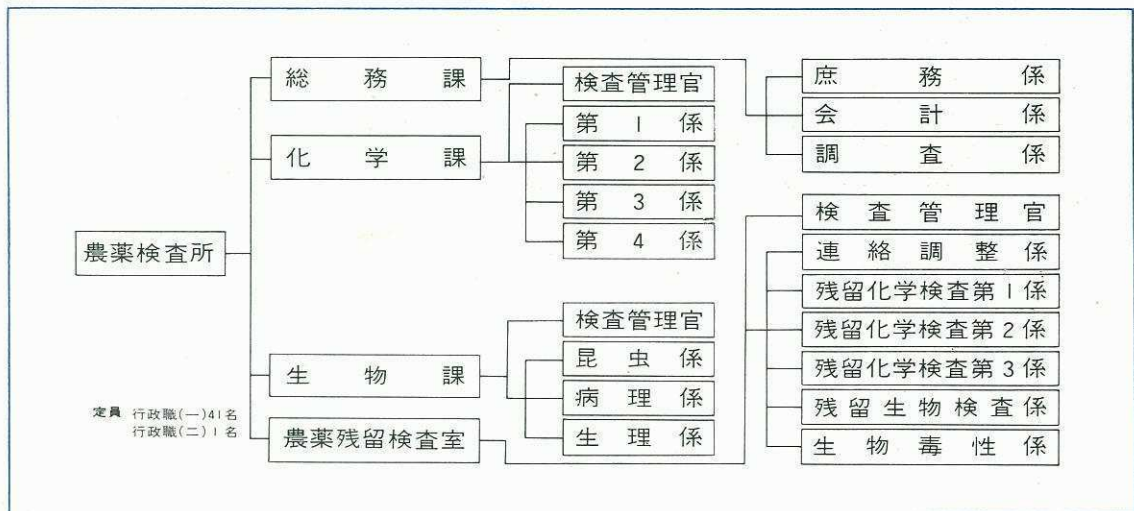 農薬検査所
定員 行政職(一)41名
行政職(二)1名
総務課
化学課
生物課
農薬残留検査室
検査管理官
第1係
第2係
第3係
第4係
検査管理官
昆虫係
病理係
生理係
庶務係
会計係
調査係
検査管理官
連絡調整係
残留化学検査第1係
残留化学検査第2係
残留化学検査第3係
残留生物検査係
生物毒性係